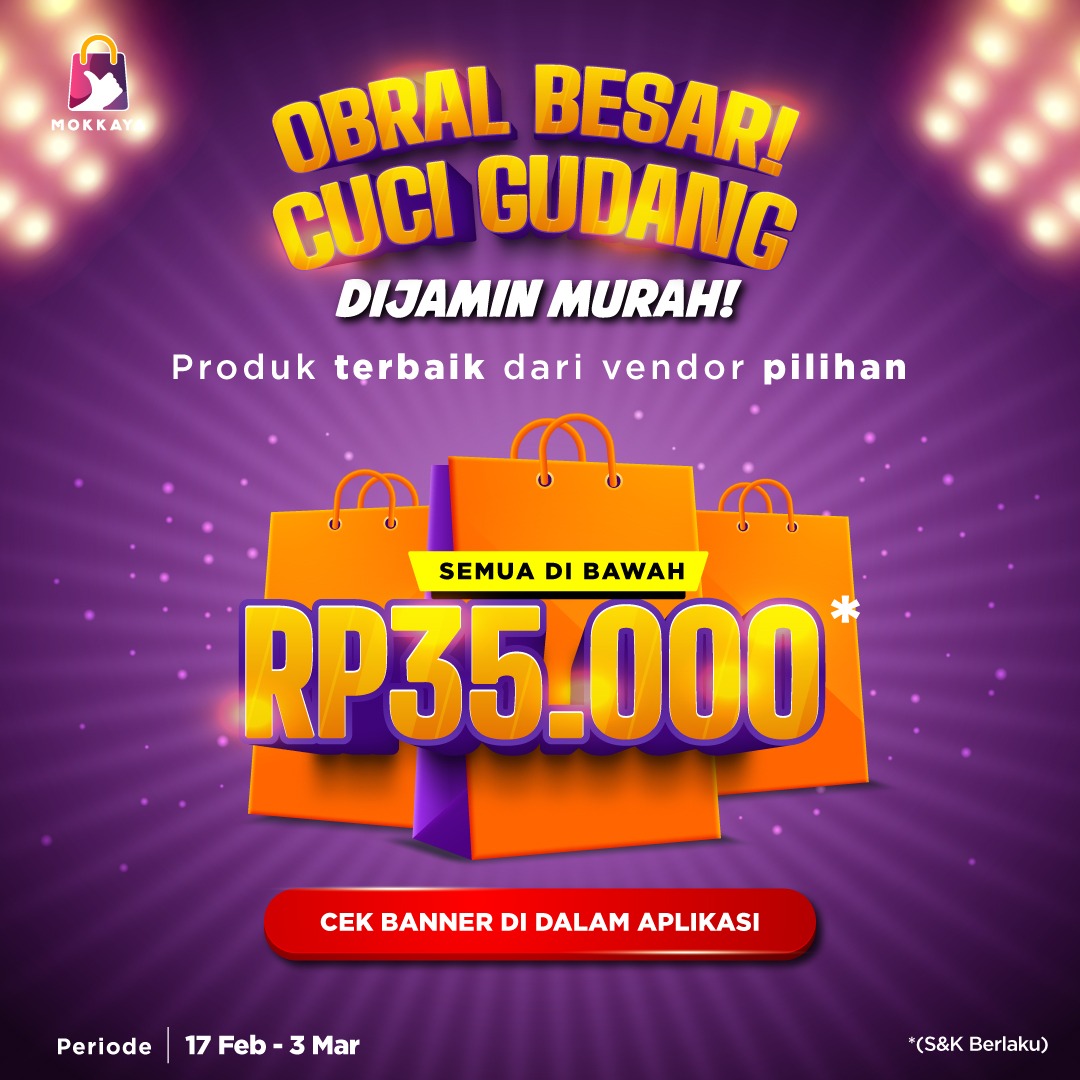 MOKKAYA
OBRAL BESAR!
CUCI GUDANG
DIJAMIN MURAH!
Produk terbaik dari vendor pilihan
SEMUA DI BAWAH
RP35.000*
CEK BANNER DI DALAM APLIKASI
Periode | 17 Feb - 3 Mar
*(S&K Berlaku)